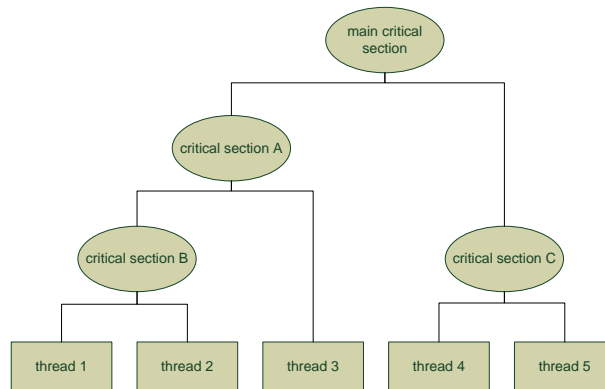 main critical
section
critical section A
critical section B
critical section C
thread 1
thread 2
thread 3
thread 4
thread 5